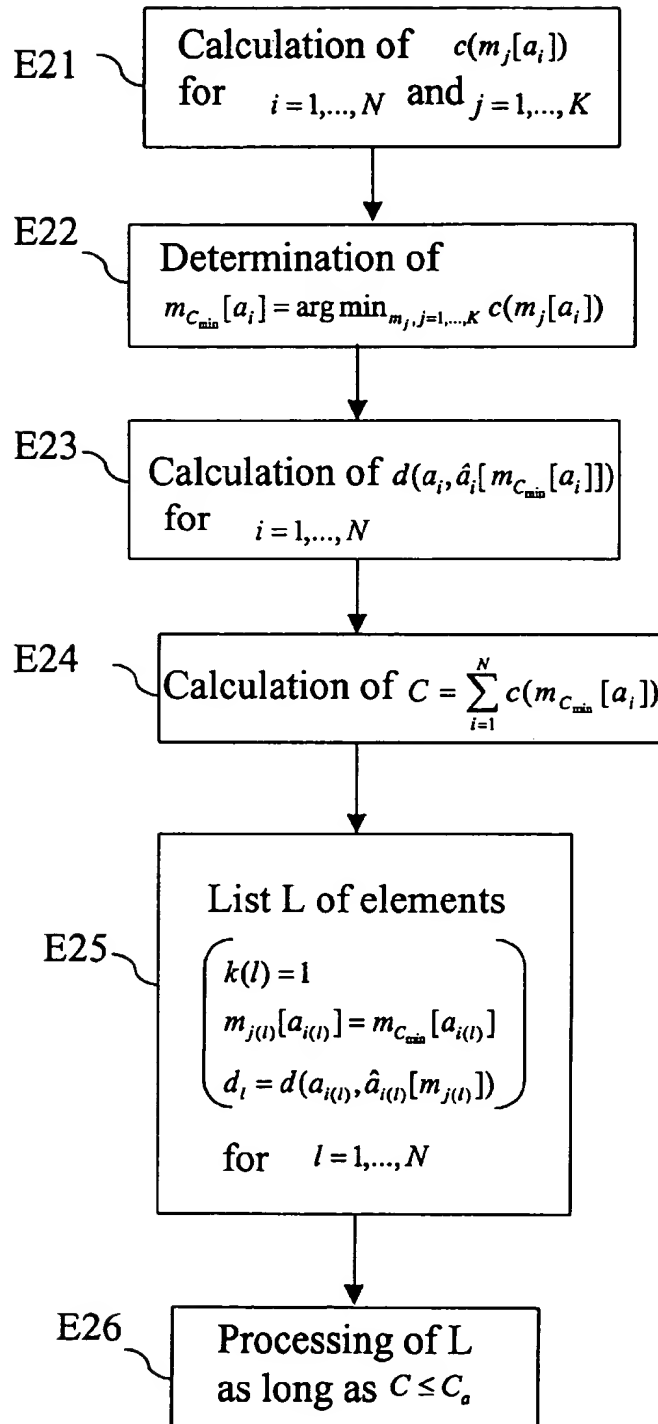 E21
Calculation of c(m_j[a_i])
for i = 1,..., N and j = 1,..., K
E22
Determination of
m_{C_min}[a_i] = arg min_{m_j, j=1,...,K} c(m_j[a_i])
E23
Calculation of d(a_i, â_i[m_{C_min}[a_i]])
for i = 1,..., N
E24
Calculation of C = ∑_{i=1}^{N} c(m_{C_min}[a_i])
List L of elements
E25
k(l) = 1
m_{j(l)}[a_{i(l)}] = m_{C_min}[a_{i(l)}]
d_l = d(a_{i(l)}, â_{i(l)}[m_{j(l)}])
for l = 1,..., N
E26
Processing of L
as long as C ≤ C_a